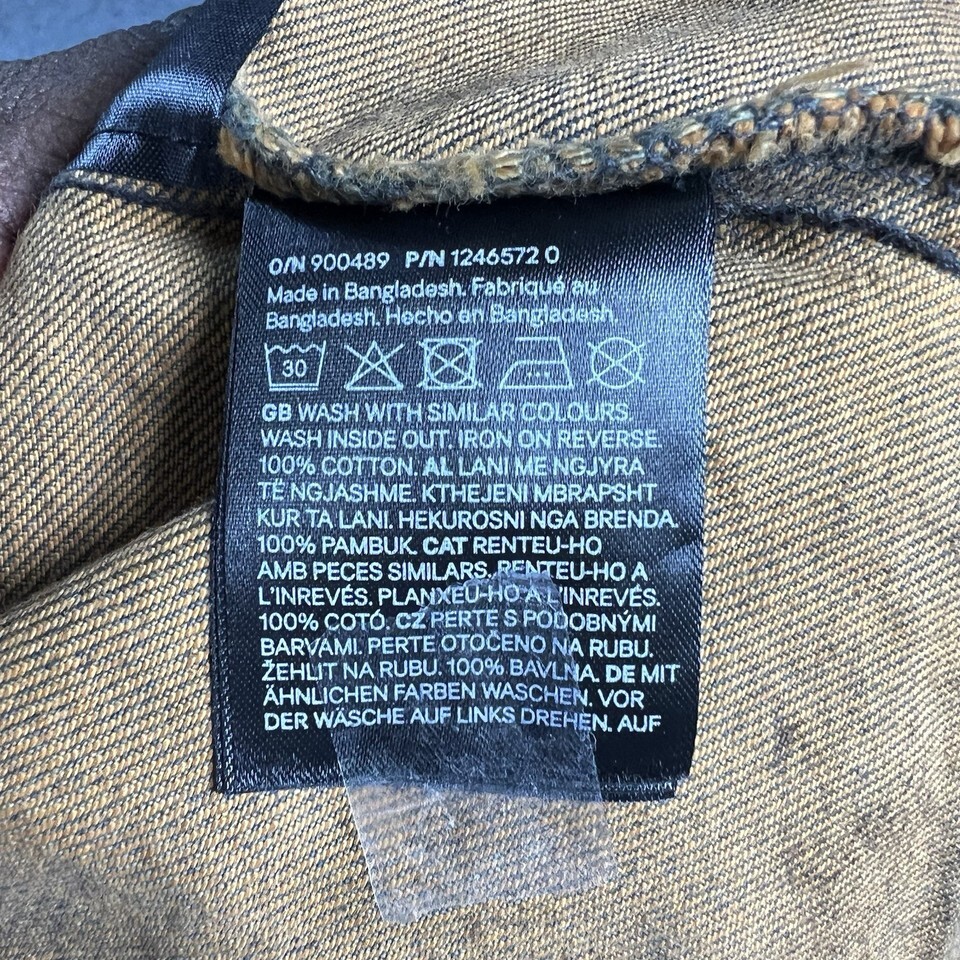 O/N 900489 P/N 1246572 0
Made in Bangladesh. Fabriqué au
Bangladesh. Hecho en Bangladesh
30
GB WASH WITH SIMILAR COLOURS.
WASH INSIDE OUT. IRON ON REVERSE.
100% COTTON. AL LANI ME NGJYRA
TË NGJASHME. KTHEJENI MBRAPSHT
KUR TA LANI. HEKUROSNI NGA BRENDA.
100% PAMBUK. CAT RENTEU-HO
AMB PECES SIMILARS. RENTEU-HO A
L'INREVÉS. PLANXEU-HO A L'INREVÉS.
100% COTÓ. CZ PERTE S PODOBNÝMI
BARVAMI. PERTE OTOČENO NA RUBU.
ŽEHLIT NA RUBU. 100% BAVLNA. DE MIT
ÄHNLICHEN FARBEN WASCHEN. VOR
DER WÄSCHE AUF LINKS DREHEN. AUF